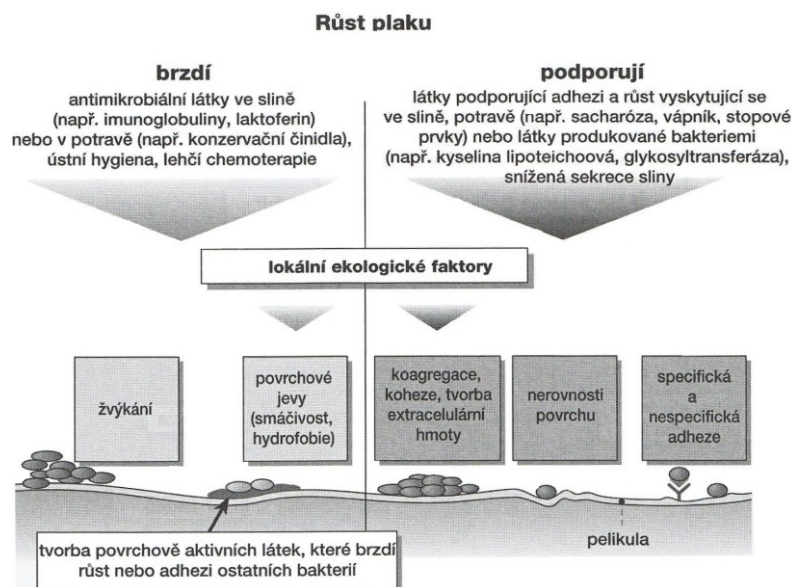 Růst plaku
brzdí
antimikrobiální látky ve slině
(např. imunoglobuliny, laktoferin)
nebo v potravě (např. konzervační činidla),
ústní hygiena, lehčí chemoterapie
podporují
látky podporující adhezi a růst vyskytující se
ve slině, potravě (např. sacharóza, vápník, stopové
prvky) nebo látky produkované bakteriemi
(např. kyselina lipoteichoová, glykosyltransferáza),
snížená sekrece sliny
lokální ekologické faktory
žvýkání
povrchové
jevy
(smáčivost,
hydrofobie)
koagregace,
koheze, tvorba
extracelulární
hmoty
nerovnosti
povrchu
specifická
a
nespecifická
adheze
pelikula
tvorba povrchově aktivních látek, které brzdí
růst nebo adhezi ostatních bakterií